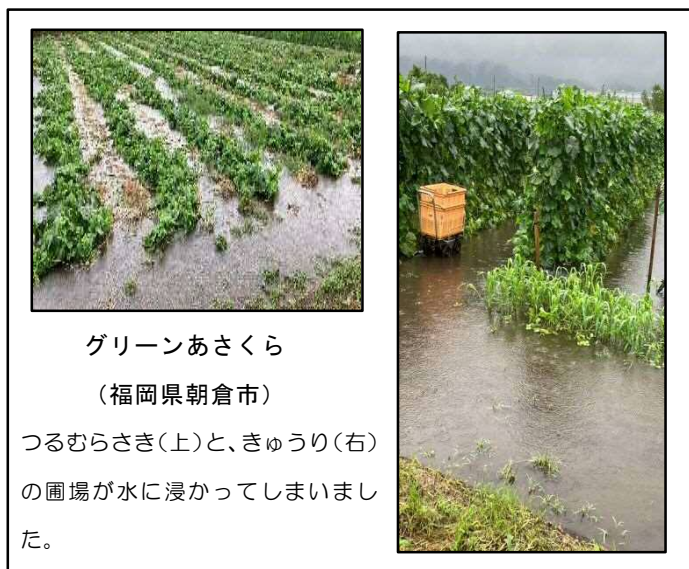 グリーンあさくら
（福岡県朝倉市）
つるむらさき（上）と、きゅうり（右）
の圃場が水に浸かってしまいまし
た。